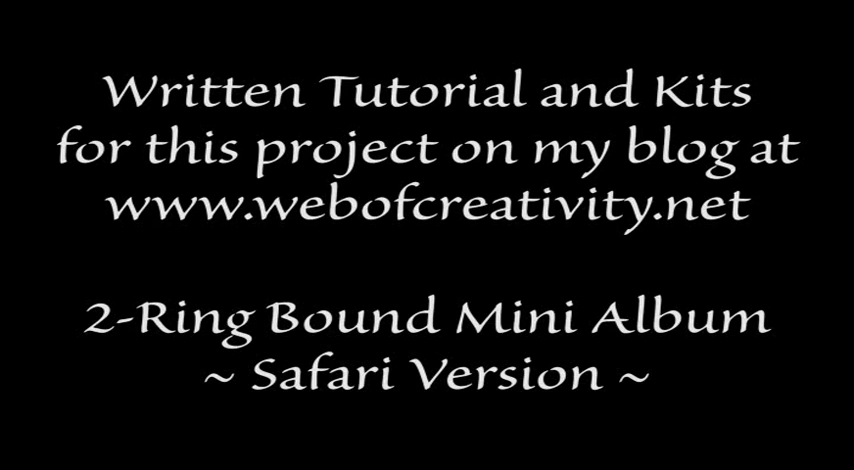 Written Tutorial and Kits
for this project on my blog at
www.webofcreativity.net
2-Ring Bound Mini Album
~ Safari Version ~